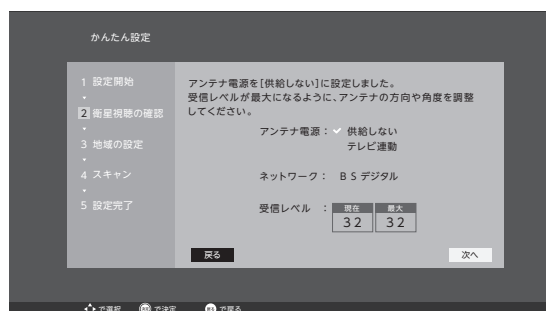 かんたん設定
1 設定開始
2 衛星視聴の確認
3 地域の設定
4 スキャン
5 設定完了
アンテナ電源を[供給しない]に設定しました。
受信レベルが最大になるように、アンテナの方向や角度を調整
してください。
アンテナ電源： 供給しない
テレビ連動
ネットワーク： ＢＳデジタル
受信レベル ： 現在 最大
32 32
戻る 次へ
で選択 で決定 で戻る